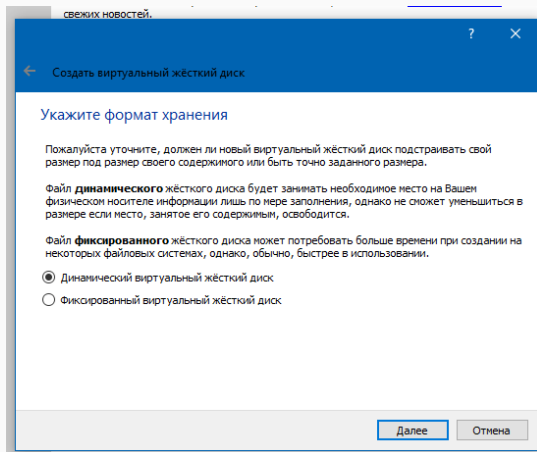 свежих новостей.
?
Создать виртуальный жёсткий диск
Укажите формат хранения
Пожалуйста уточните, должен ли новый виртуальный жёсткий диск подстраивать свой
размер под размер своего содержимого или быть точно заданного размера.
Файл динамического жёсткого диска будет занимать необходимое место на Вашем
физическом носителе информации лишь по мере заполнения, однако не сможет уменьшиться в
размере если место, занятое его содержимым, освободится.
Файл фиксированного жёсткого диска может потребовать больше времени при создании на
некоторых файловых системах, однако, обычно, быстрее в использовании.
Динамический виртуальный жёсткий диск
Фиксированный виртуальный жёсткий диск
Далее
Отмена